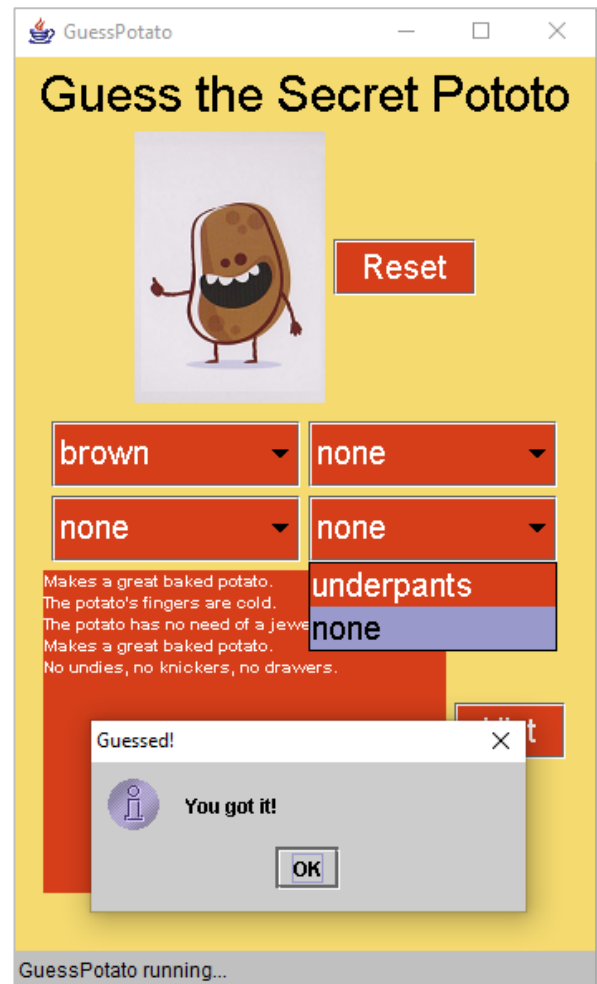 GuessPotato
Guess the Secret Pototo
Reset
brown
none
none
none
underpants
none
Makes a great baked potato.
The potato's fingers are cold.
The potato has no need of a jewe
Makes a great baked potato.
No undies, no knickers, no drawers.
Guessed!
You got it!
OK
GuessPotato running...